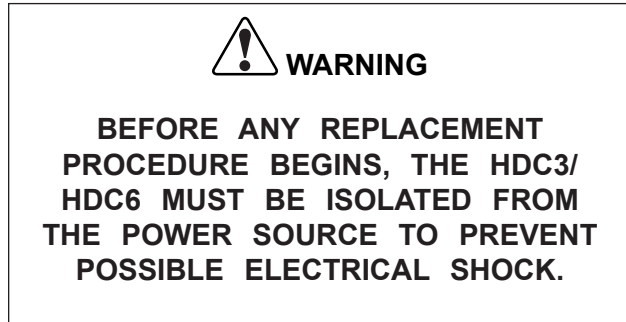 WARNING
BEFORE ANY REPLACEMENT
PROCEDURE BEGINS, THE HDC3/
HDC6 MUST BE ISOLATED FROM
THE POWER SOURCE TO PREVENT
POSSIBLE ELECTRICAL SHOCK.